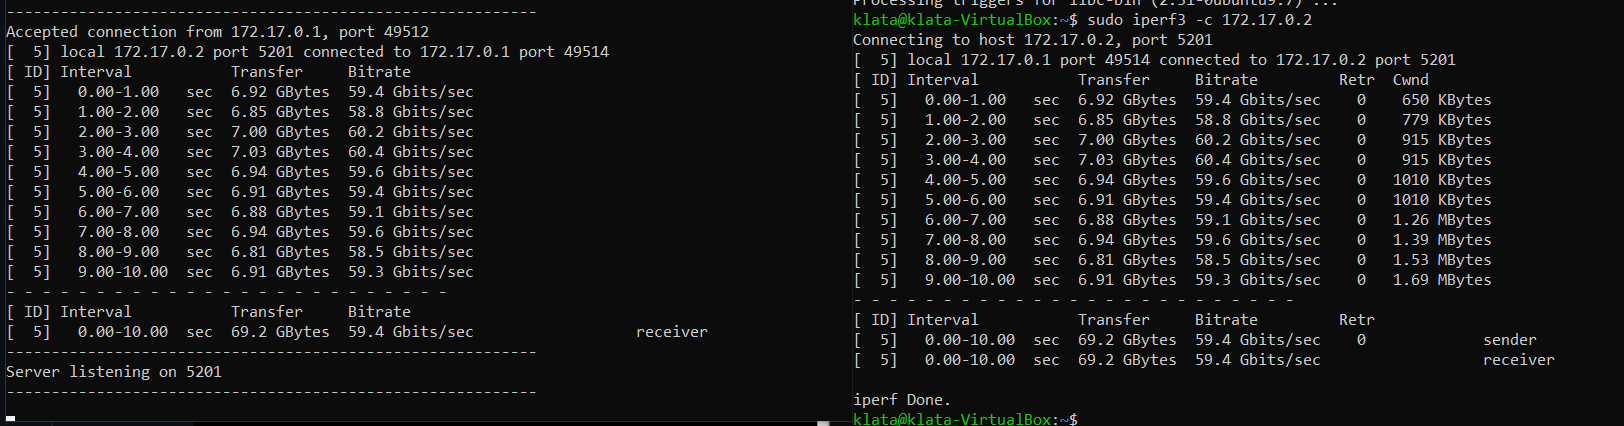 ------------------------------------------------------------
Accepted connection from 172.17.0.1, port 49512
[  5] local 172.17.0.2 port 5201 connected to 172.17.0.1 port 49514
[ ID] Interval           Transfer     Bitrate
[  5]   0.00-1.00   sec  6.92 GBytes  59.4 Gbits/sec
[  5]   1.00-2.00   sec  6.85 GBytes  58.8 Gbits/sec
[  5]   2.00-3.00   sec  7.00 GBytes  60.2 Gbits/sec
[  5]   3.00-4.00   sec  7.03 GBytes  60.4 Gbits/sec
[  5]   4.00-5.00   sec  6.94 GBytes  59.6 Gbits/sec
[  5]   5.00-6.00   sec  6.91 GBytes  59.4 Gbits/sec
[  5]   6.00-7.00   sec  6.88 GBytes  59.1 Gbits/sec
[  5]   7.00-8.00   sec  6.94 GBytes  59.6 Gbits/sec
[  5]   8.00-9.00   sec  6.81 GBytes  58.5 Gbits/sec
[  5]   9.00-10.00  sec  6.91 GBytes  59.3 Gbits/sec
- - - - - - - - - - - - - - - - - - - - - - - - -
[ ID] Interval           Transfer     Bitrate
[  5]   0.00-10.00  sec  69.2 GBytes  59.4 Gbits/sec                  receiver
-----------------------------------------------------------
Server listening on 5201
-----------------------------------------------------------
Processing triggers for libc-bin (2.31-0ubuntu9.7) ...
klata@klata-VirtualBox:~$ sudo iperf3 -c 172.17.0.2
Connecting to host 172.17.0.2, port 5201
[  5] local 172.17.0.1 port 49514 connected to 172.17.0.2 port 5201
[ ID] Interval           Transfer     Bitrate         Retr  Cwnd
[  5]   0.00-1.00   sec  6.92 GBytes  59.4 Gbits/sec    0    650 KBytes
[  5]   1.00-2.00   sec  6.85 GBytes  58.8 Gbits/sec    0    779 KBytes
[  5]   2.00-3.00   sec  7.00 GBytes  60.2 Gbits/sec    0    915 KBytes
[  5]   3.00-4.00   sec  7.03 GBytes  60.4 Gbits/sec    0    915 KBytes
[  5]   4.00-5.00   sec  6.94 GBytes  59.6 Gbits/sec    0   1010 KBytes
[  5]   5.00-6.00   sec  6.91 GBytes  59.4 Gbits/sec    0   1010 KBytes
[  5]   6.00-7.00   sec  6.88 GBytes  59.1 Gbits/sec    0   1.26 MBytes
[  5]   7.00-8.00   sec  6.94 GBytes  59.6 Gbits/sec    0   1.39 MBytes
[  5]   8.00-9.00   sec  6.81 GBytes  58.5 Gbits/sec    0   1.53 MBytes
[  5]   9.00-10.00  sec  6.91 GBytes  59.3 Gbits/sec    0   1.69 MBytes
- - - - - - - - - - - - - - - - - - - - - - - - -
[ ID] Interval           Transfer     Bitrate         Retr
[  5]   0.00-10.00  sec  69.2 GBytes  59.4 Gbits/sec    0             sender
[  5]   0.00-10.00  sec  69.2 GBytes  59.4 Gbits/sec                  receiver
iperf Done.
klata@klata-VirtualBox:~$